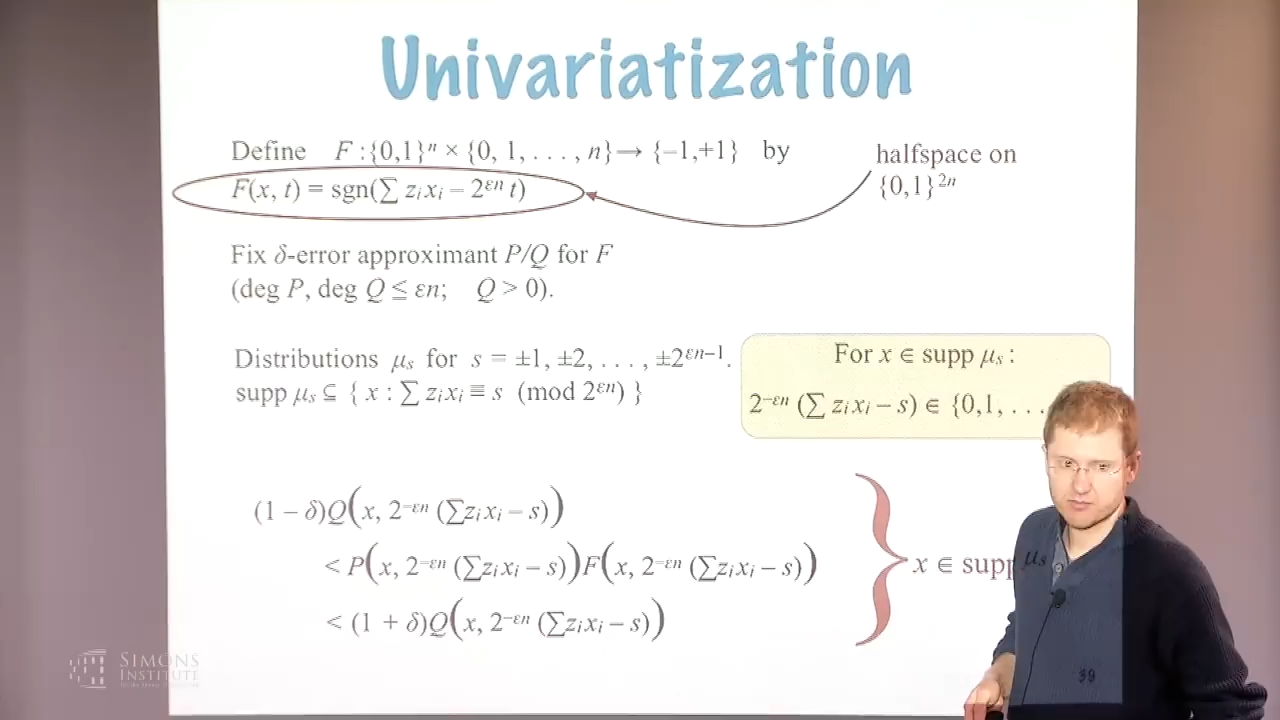 Univariatization
Define F :{0,1}ⁿ × {0, 1, . . . , n}→ {−1,+1} by
halfspace on
{0,1}²ⁿ
F(x, t) = sgn(∑ zᵢxᵢ − 2^{εn} t)
Fix δ-error approximant P/Q for F
(deg P, deg Q ≤ εn; Q > 0).
Distributions μₛ for s = ±1, ±2, . . . , ±2^{εn−1}.
supp μₛ ⊆ { x : ∑ zᵢxᵢ ≡ s (mod 2^{εn}) }
For x ∈ supp μₛ :
2^{−εn} (∑ zᵢxᵢ − s) ∈ {0,1, . . .
(1 − δ)Q(x, 2^{−εn} (∑zᵢxᵢ − s))
< P(x, 2^{−εn} (∑zᵢxᵢ − s))F(x, 2^{−εn} (∑zᵢxᵢ − s))
< (1 + δ)Q(x, 2^{−εn} (∑zᵢxᵢ − s))
x ∈ supp μₛ
39
SIMONS
INSTITUTE